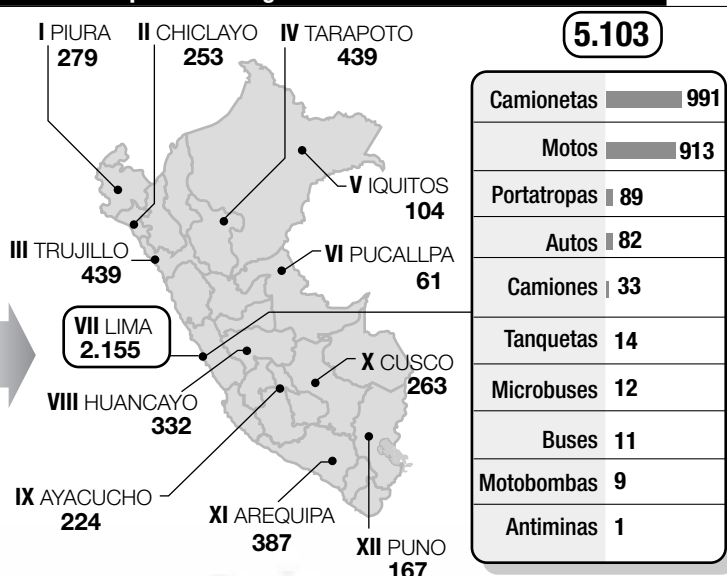 I PIURA
279
II CHICLAYO
253
IV TARAPOTO
439
V IQUITOS
104
III TRUJILLO
439
VI PUCALLPA
61
VII LIMA
2.155
X CUSCO
263
VIII HUANCAYO
332
IX AYACUCHO
224
XI AREQUIPA
387
XII PUNO
167
5.103
Camionetas 991
Motos 913
Portatropas 89
Autos 82
Camiones 33
Tanquetas 14
Microbuses 12
Buses 11
Motobombas 9
Antiminas 1